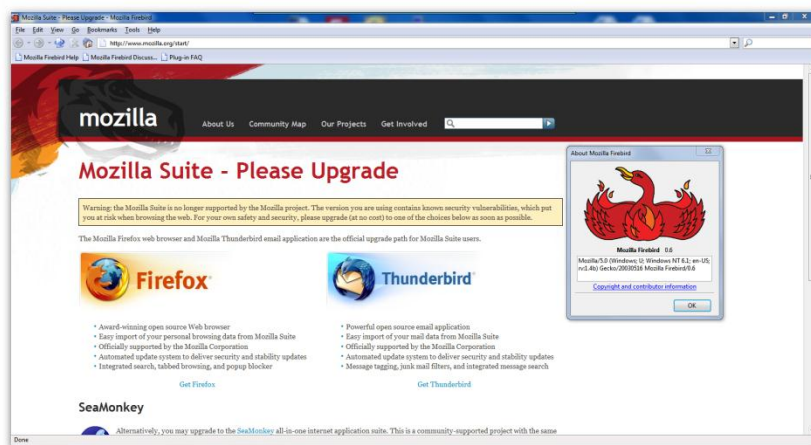 Mozilla Suite - Please Upgrade - Mozilla Firebird
File Edit View Go Bookmarks Tools Help
http://www.mozilla.org/start/
Mozilla Firebird Help Mozilla Firebird Discuss... Plug-in FAQ
mozilla
About Us Community Map Our Projects Get Involved
Mozilla Suite - Please Upgrade
Warning: the Mozilla Suite is no longer supported by the Mozilla project. The version you are using contains known security vulnerabilities, which put
you at risk when browsing the web. For your own safety and security, please upgrade (at no cost) to one of the choices below as soon as possible.
The Mozilla Firefox web browser and Mozilla Thunderbird email application are the official upgrade path for Mozilla Suite users.
Firefox
• Award-winning open source Web browser
• Easy import of your personal browsing data from Mozilla Suite
• Officially supported by the Mozilla Corporation
• Automated update system to deliver security and stability updates
• Integrated search, tabbed browsing, and popup blocker
Get Firefox
Thunderbird
• Powerful open source email application
• Easy import of your mail data from Mozilla Suite
• Officially supported by the Mozilla Corporation
• Automated update system to deliver security and stability updates
• Message tagging, junk mail filters, and integrated message search
Get Thunderbird
SeaMonkey
Alternatively, you may upgrade to the SeaMonkey all-in-one internet application suite. This is a community-supported project with the same
Done
About Mozilla Firebird
Mozilla Firebird 0.6
Mozilla/5.0 (Windows; U; Windows NT 6.1; en-US;
rv:1.4b) Gecko/20030516 Mozilla Firebird/0.6
Copyright and contributor information
OK